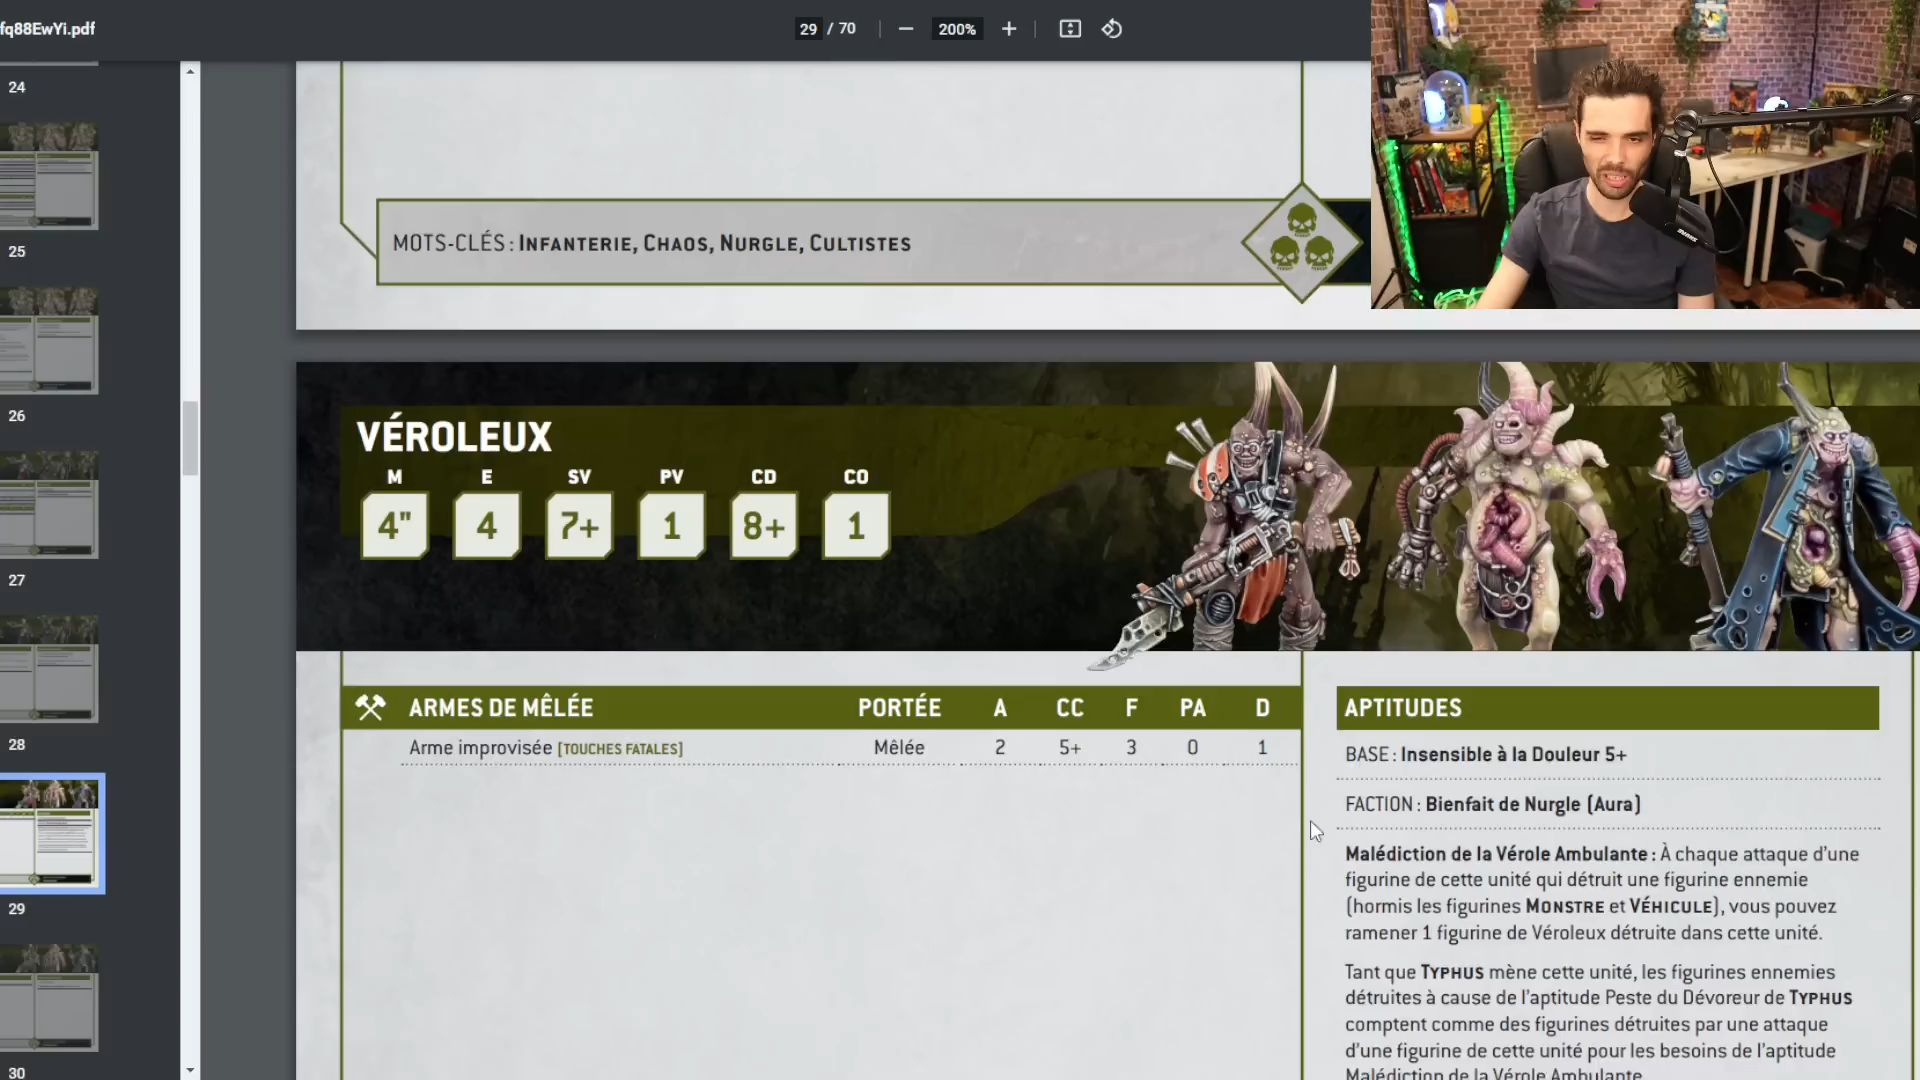 fq88EwYi.pdf
29 / 70
200%
24
25
26
27
28
29
30
MOTS-CLÉS : INFANTERIE, CHAOS, NURGLE, CULTISTES
VÉROLEUX
M E SV PV CD CO
4" 4 7+ 1 8+ 1
ARMES DE MÊLÉE PORTÉE A CC F PA D
Arme improvisée [TOUCHES FATALES] Mêlée 2 5+ 3 0 1
APTITUDES
BASE : Insensible à la Douleur 5+
FACTION : Bienfait de Nurgle (Aura)
Malédiction de la Vérole Ambulante : À chaque attaque d’une
figurine de cette unité qui détruit une figurine ennemie
(hormis les figurines MONSTRE et VÉHICULE), vous pouvez
ramener 1 figurine de Véroleux détruite dans cette unité.
Tant que TYPHUS mène cette unité, les figurines ennemies
détruites à cause de l’aptitude Peste du Dévoreur de TYPHUS
comptent comme des figurines détruites par une attaque
d’une figurine de cette unité pour les besoins de l’aptitude
Malédiction de la Vérole Ambulante.